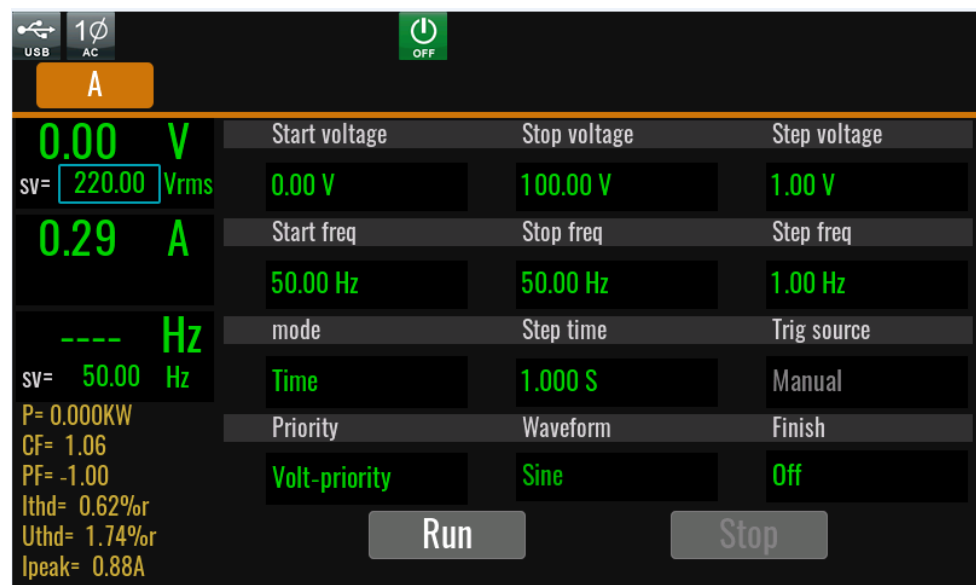 USB
1Ø
AC
OFF
A
0.00 V
sv= 220.00 Vrms
0.29 A
---- Hz
sv= 50.00 Hz
P= 0.000KW
CF= 1.06
PF= -1.00
Ithd= 0.62%r
Uthd= 1.74%r
Ipeak= 0.88A
Start voltage Stop voltage Step voltage
0.00 V 100.00 V 1.00 V
Start freq Stop freq Step freq
50.00 Hz 50.00 Hz 1.00 Hz
mode Step time Trig source
Time 1.000 S Manual
Priority Waveform Finish
Volt-priority Sine Off
Run Stop